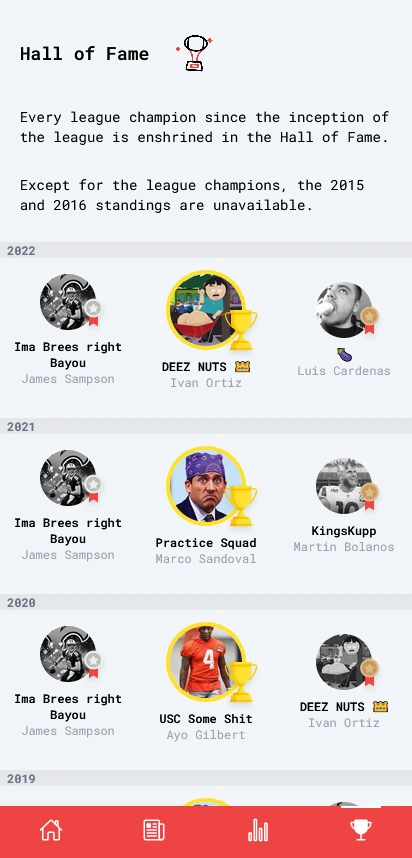 Hall of Fame
Every league champion since the inception of
the league is enshrined in the Hall of Fame.
Except for the league champions, the 2015
and 2016 standings are unavailable.
2022
Ima Brees right
Bayou
James Sampson
DEEZ NUTS
Ivan Ortiz
🍆
Luis Cardenas
2021
Ima Brees right
Bayou
James Sampson
Practice Squad
Marco Sandoval
KingsKupp
Martin Bolanos
2020
Ima Brees right
Bayou
James Sampson
4
USC Some Shit
Ayo Gilbert
DEEZ NUTS
Ivan Ortiz
2019